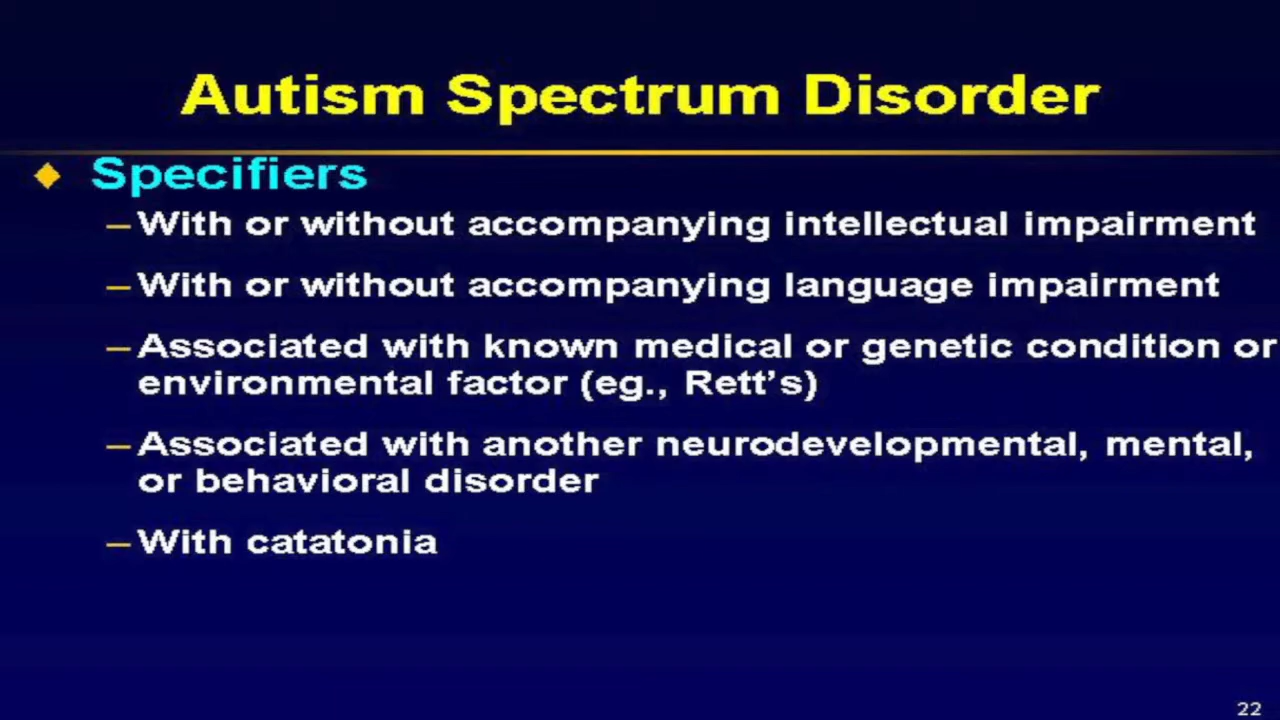 Autism Spectrum Disorder
Specifiers
–With or without accompanying intellectual impairment
–With or without accompanying language impairment
–Associated with known medical or genetic condition or
environmental factor (eg., Rett's)
–Associated with another neurodevelopmental, mental,
or behavioral disorder
–With catatonia
22